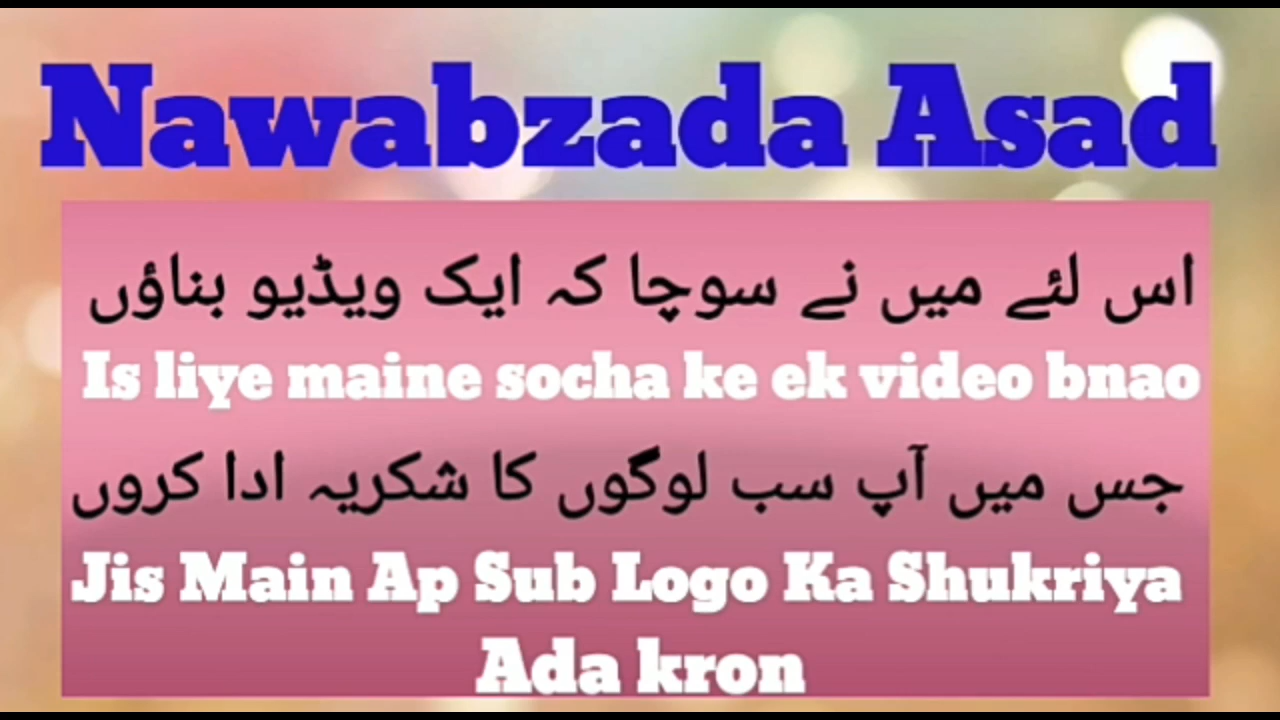 Nawabzada Asad
اس لئے میں نے سوچا کہ ایک ویڈیو بناؤں
Is liye maine socha ke ek video bnao
جس میں آپ سب لوگوں کا شکریہ ادا کروں
Jis Main Ap Sub Logo Ka Shukriya
Ada kron